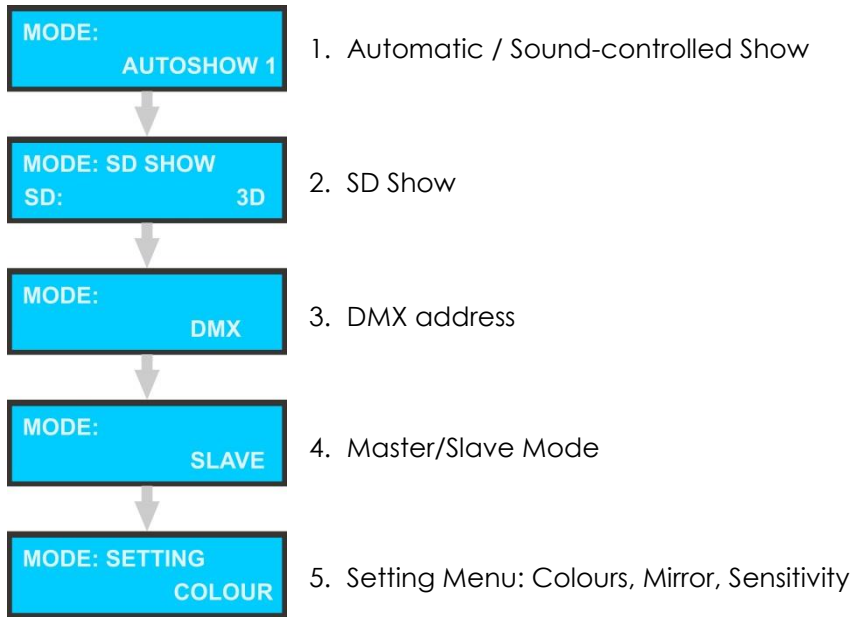 MODE:
AUTOSHOW 1
1. Automatic / Sound-controlled Show
MODE: SD SHOW
SD: 3D
2. SD Show
MODE:
DMX
3. DMX address
MODE:
SLAVE
4. Master/Slave Mode
MODE: SETTING
COLOUR
5. Setting Menu: Colours, Mirror, Sensitivity